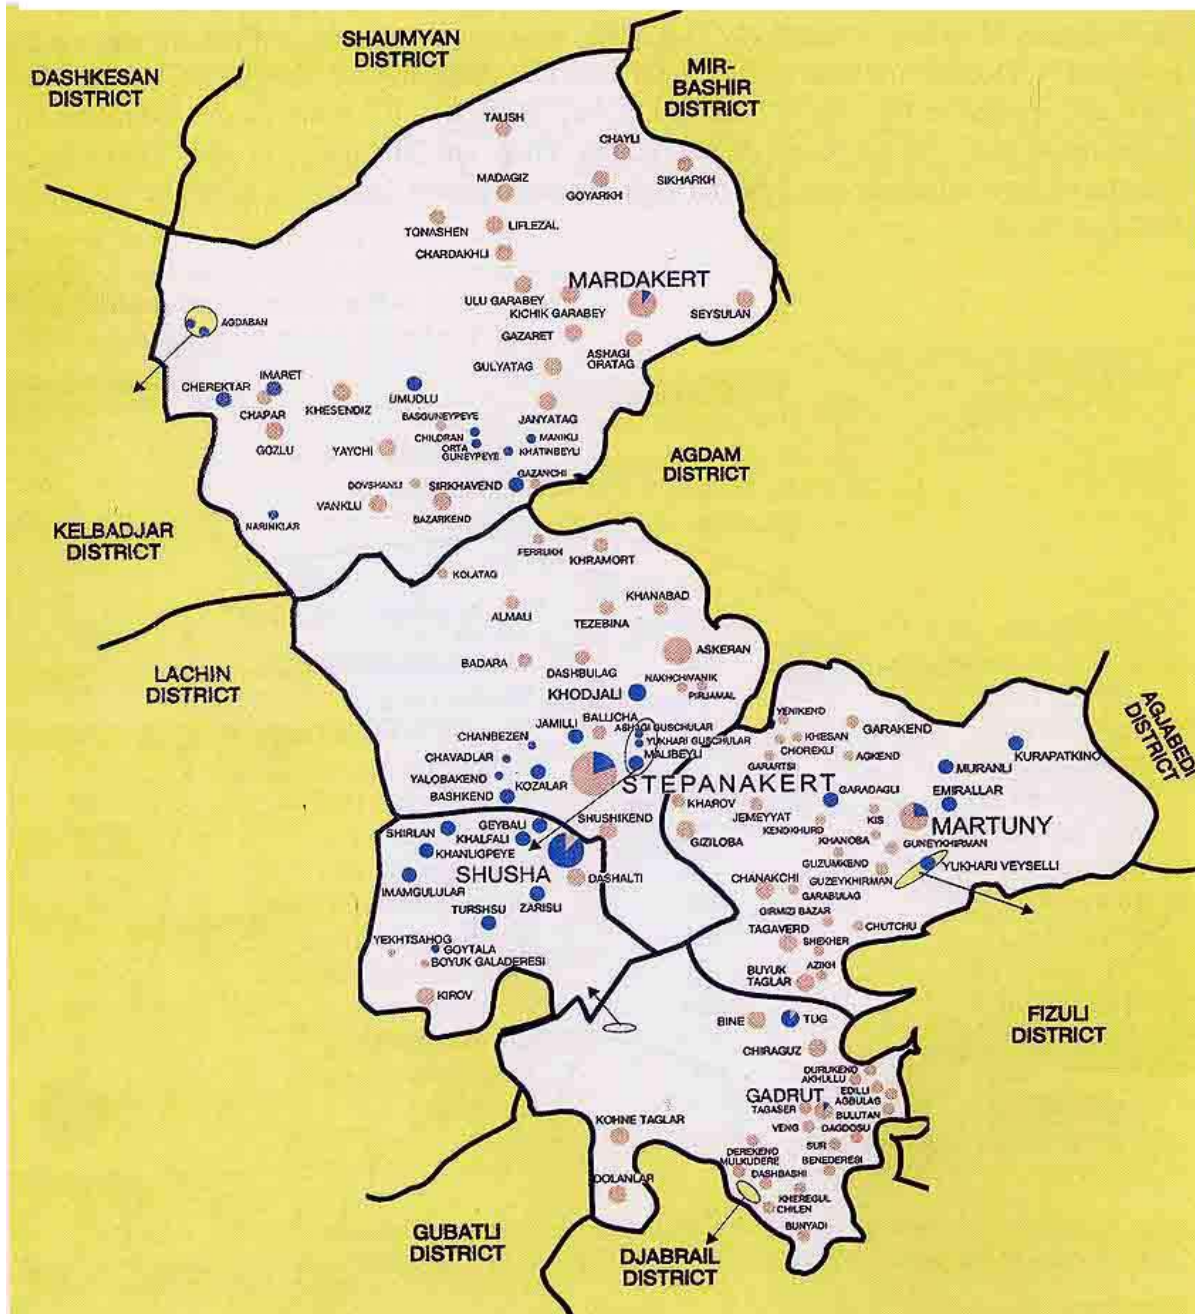 SHAUMYAN
DISTRICT
DASHKESAN
DISTRICT
MIR-
BASHIR
DISTRICT
TALISH
CHAYLI
SIKHARKH
MADAGIZ
GOYARKH
TONASHEN
LIFLEZAL
CHARDAKHLI
MARDAKERT
ULU GARABEY
KICHIK GARABEY
SEYSULAN
AGDABAN
GAZARET
ASHAGI
ORATAG
GULYATAG
CHEREKTAR
IMARET
CHAPAR
KHESENDIZ
UMUDLU
JANYATAG
BASGUNEYPEYE
CHILDRAN
ORTA
GUNEYPEYE
MANIKLI
KHATINBEYLI
GOZLU
YAYCHI
AGDAM
DISTRICT
GAZANCHI
DOVSHANLI
SIRKHAVEND
VANKLU
BAZARKEND
NARINKLAR
KELBADJAR
DISTRICT
FERRUKH
KHRAMORT
KOLATAG
ALMALI
TEZEBINA
KHANABAD
LACHIN
DISTRICT
BADARA
DASHBULAG
ASKERAN
KHODJALI
NAKHCHIVANIK
PIRJAMAL
JAMILLI
BALLICHA
ASHAGI GUSCHULAR
YUKHARI GUSCHULAR
MALIBEYLI
CHANBEZEN
CHAVADLAR
YALOBAKEND
KOZALAR
BASHKEND
STEPANAKERT
YENIKEND
GARAKEND
KHESAN
CHOREKLI
GARARTSI
AGKEND
AGJABEDI
DISTRICT
KURAPATKINO
MURANLI
EMIRALLAR
GARADAGLI
KHAROV
JEMEYYAT
KENDKHURD
KIS
MARTUNY
GIZILOBA
KHANOBA
GUNEYKHIRMAN
GUZUMKEND
GUZEYKHIRMAN
YUKHARI VEYSELLI
SHUSHIKEND
SHIRLAN
GEYBALI
KHALFALI
KHANLIGPEYE
SHUSHA
DASHALTI
IMAMGULULAR
ZARISLI
TURSHSU
YEKHTSAHOG
GOYTALA
BOYUK GALADERESI
KIROV
CHANAKCHI
GARABULAG
GIRMIZI BAZAR
TAGAVERD
CHUTCHU
SHEKHER
AZIKH
BUYUK
TAGLAR
FIZULI
DISTRICT
BINE
TUG
CHIRAGUZ
DURUKEND
AKHULLU
EDILLI
GADRUT
AGBULAG
TAGASER
BULUTAN
VENG
DAGDOSU
KOHNE TAGLAR
SUR
DEREKEND
MULKUDERE
BENEDERESI
DASHBASHI
DOLANLAR
KHEREGUL
CHILEN
BUNYADI
GUBATLI
DISTRICT
DJABRAIL
DISTRICT